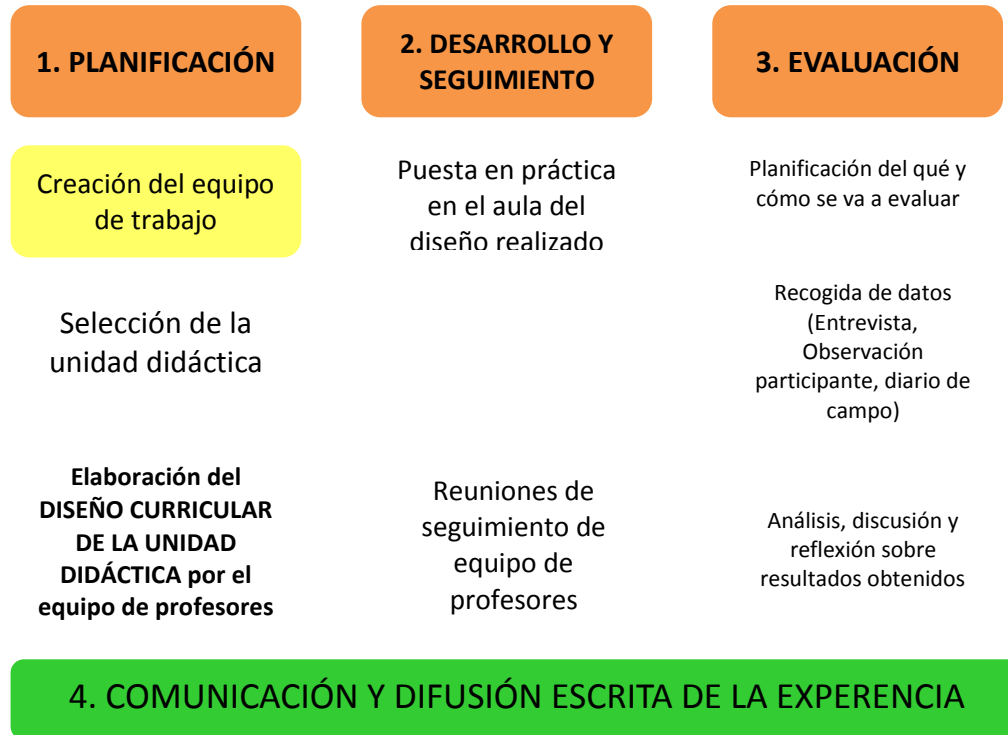 1. PLANIFICACIÓN
Creación del equipo
de trabajo
Selección de la
unidad didáctica
Elaboración del
DISEÑO CURRICULAR
DE LA UNIDAD
DIDÁCTICA por el
equipo de profesores
2. DESARROLLO Y
SEGUIMIENTO
Puesta en práctica
en el aula del
diseño realizado
Reuniones de
seguimiento de
equipo de
profesores
3. EVALUACIÓN
Planificación del qué y
cómo se va a evaluar
Recogida de datos
(Entrevista,
Observación
participante, diario de
campo)
Análisis, discusión y
reflexión sobre
resultados obtenidos
4. COMUNICACIÓN Y DIFUSIÓN ESCRITA DE LA EXPERENCIA